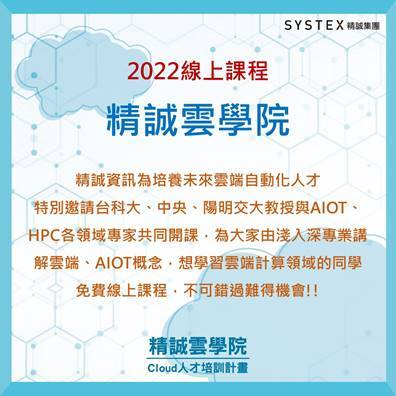 SYSTEX 精誠集團
2022線上課程
精誠雲學院
精誠資訊為培養未來雲端自動化人才
特別邀請台科大、中央、陽明交大教授與AIOT、
HPC各領域專家共同開課，為大家由淺入深專業講
解雲端、AIOT概念，想學習雲端計算領域的同學
免費線上課程，不可錯過難得機會!!
精誠雲學院
Cloud人才培訓計畫